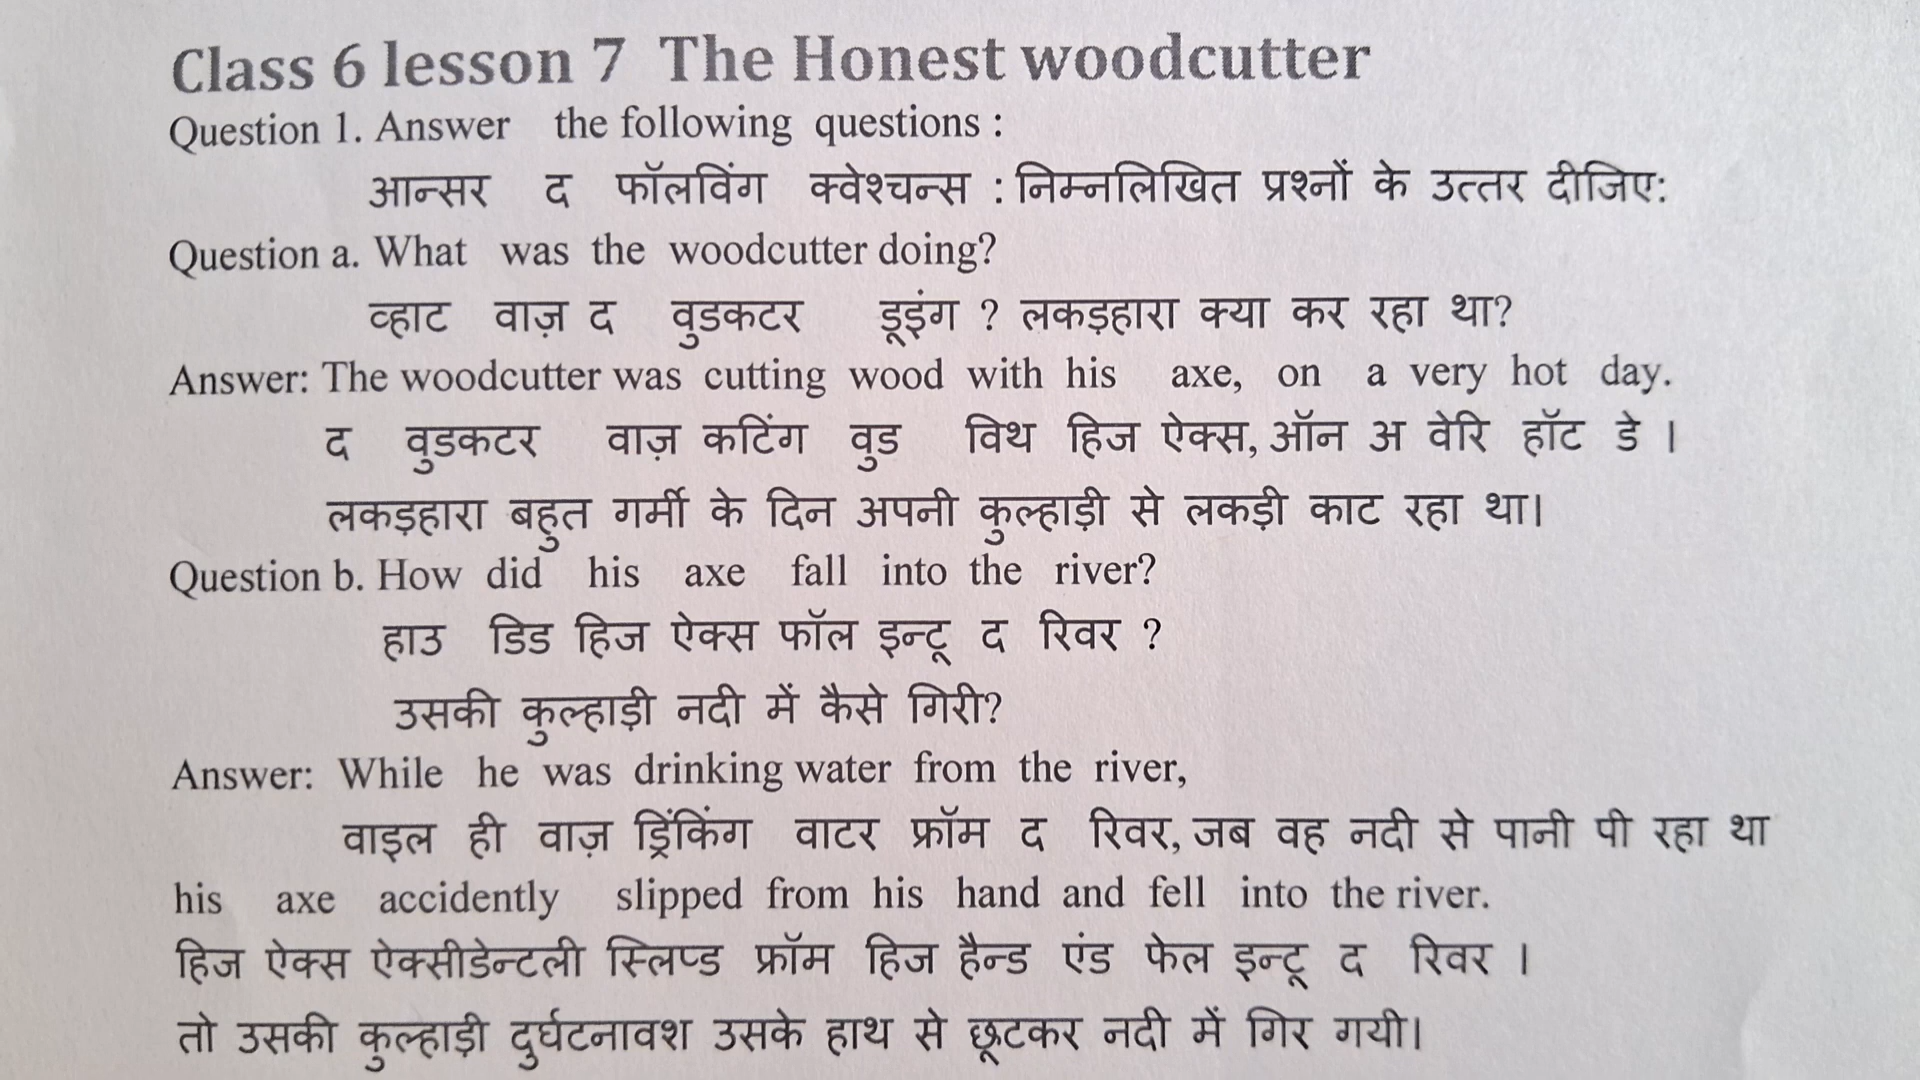 Class 6 lesson 7 The Honest woodcutter
Question 1. Answer the following questions :
आन्सर द फॉलविंग क्वेश्चन्स : निम्नलिखित प्रश्नों के उत्तर दीजिए:
Question a. What was the woodcutter doing?
व्हाट वाज़ द वुडकटर डूइंग ? लकड़हारा क्या कर रहा था?
Answer: The woodcutter was cutting wood with his axe, on a very hot day.
द वुडकटर वाज़ कटिंग वुड विथ हिज ऐक्स, ऑन अ वेरि हॉट डे ।
लकड़हारा बहुत गर्मी के दिन अपनी कुल्हाड़ी से लकड़ी काट रहा था।
Question b. How did his axe fall into the river?
हाउ डिड हिज ऐक्स फॉल इन्टू द रिवर ?
उसकी कुल्हाड़ी नदी में कैसे गिरी?
Answer: While he was drinking water from the river,
वाइल ही वाज़ ड्रिंकिंग वाटर फ्रॉम द रिवर, जब वह नदी से पानी पी रहा था
his axe accidently slipped from his hand and fell into the river.
हिज ऐक्स ऐक्सीडेन्टली स्लिप्ड फ्रॉम हिज हैन्ड एंड फेल इन्टू द रिवर ।
तो उसकी कुल्हाड़ी दुर्घटनावश उसके हाथ से छूटकर नदी में गिर गयी।